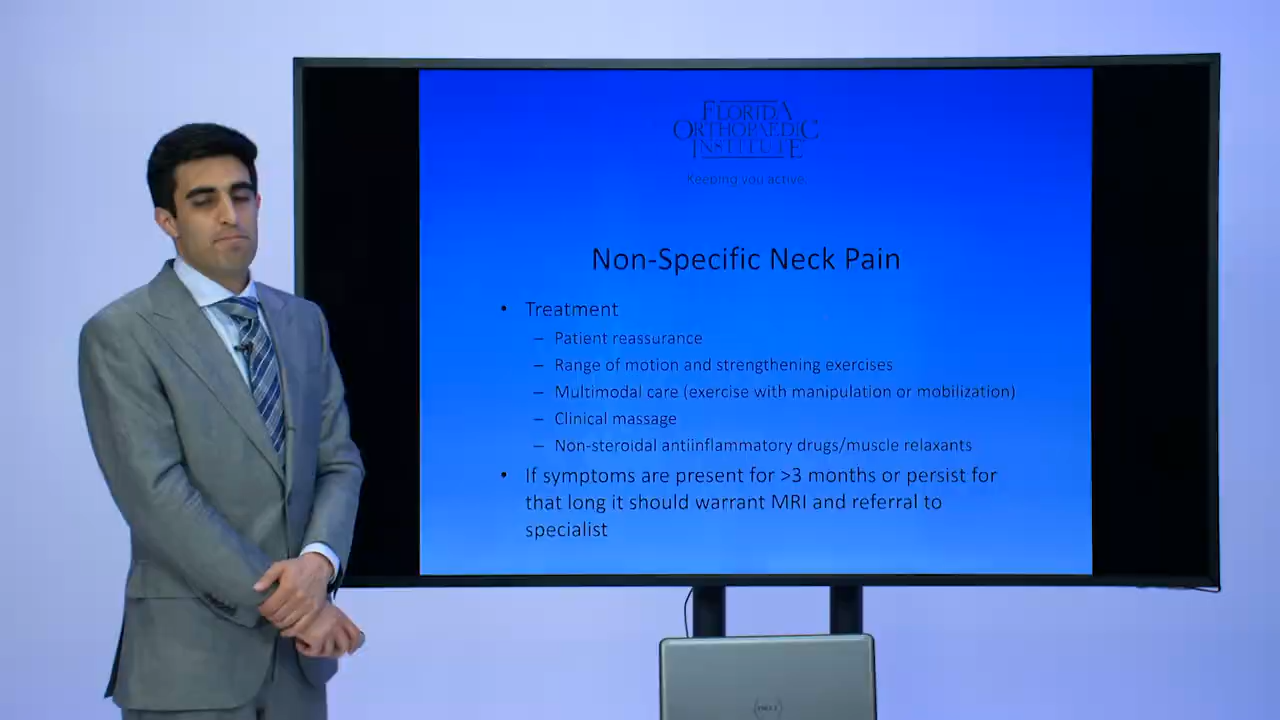 FLORIDA
ORTHOPAEDIC
INSTITUTE
Keeping you active.
Non-Specific Neck Pain
• Treatment
– Patient reassurance
– Range of motion and strengthening exercises
– Multimodal care (exercise with manipulation or mobilization)
– Clinical massage
– Non-steroidal antiinflammatory drugs/muscle relaxants
• If symptoms are present for >3 months or persist for
that long it should warrant MRI and referral to
specialist
DELL